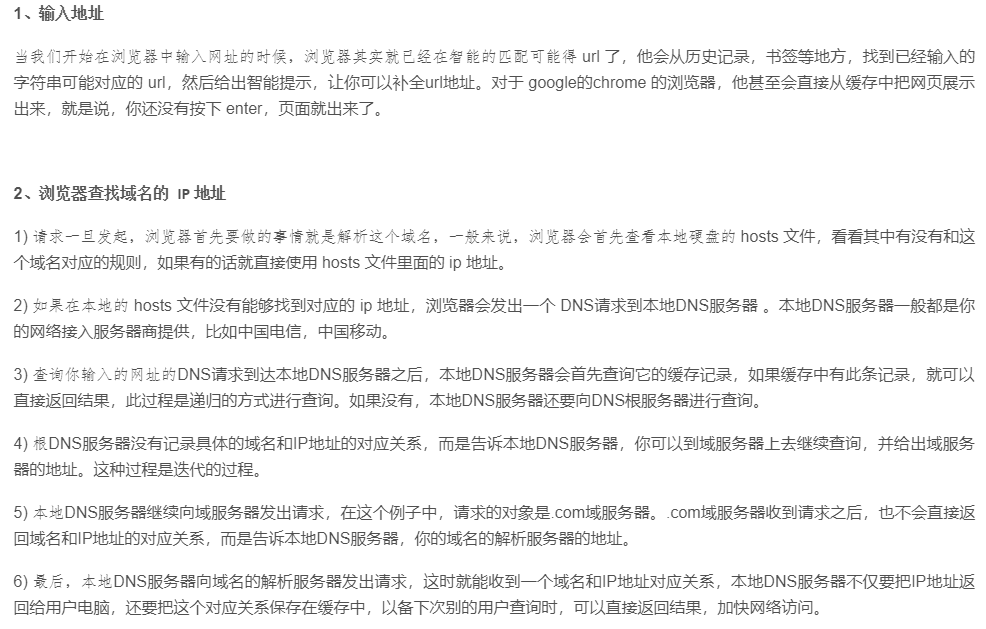 1、输入地址
当我们开始在浏览器中输入网址的时候，浏览器其实就已经在智能的匹配可能得 url 了，他会从历史记录，书签等地方，找到已经输入的
字符串可能对应的 url，然后给出智能提示，让你可以补全url地址。对于 google的chrome 的浏览器，他甚至会直接从缓存中把网页展示
出来，就是说，你还没有按下 enter，页面就出来了。
2、浏览器查找域名的 IP 地址
1) 请求一旦发起，浏览器首先要做的事情就是解析这个域名，一般来说，浏览器会首先查看本地硬盘的 hosts 文件，看看其中有没有和这
个域名对应的规则，如果有的话就直接使用 hosts 文件里面的 ip 地址。
2) 如果在本地的 hosts 文件没有能够找到对应的 ip 地址，浏览器会发出一个 DNS请求到本地DNS服务器 。本地DNS服务器一般都是你
的网络接入服务器商提供，比如中国电信，中国移动。
3) 查询你输入的网址的DNS请求到达本地DNS服务器之后，本地DNS服务器会首先查询它的缓存记录，如果缓存中有此条记录，就可以
直接返回结果，此过程是递归的方式进行查询。如果没有，本地DNS服务器还要向DNS根服务器进行查询。
4) 根DNS服务器没有记录具体的域名和IP地址的对应关系，而是告诉本地DNS服务器，你可以到域服务器上去继续查询，并给出域服务
器的地址。这种过程是迭代的过程。
5) 本地DNS服务器继续向域服务器发出请求，在这个例子中，请求的对象是.com域服务器。.com域服务器收到请求之后，也不会直接返
回域名和IP地址的对应关系，而是告诉本地DNS服务器，你的域名的解析服务器的地址。
6) 最后，本地DNS服务器向域名的解析服务器发出请求，这时就能收到一个域名和IP地址对应关系，本地DNS服务器不仅要把IP地址返
回给用户电脑，还要把这个对应关系保存在缓存中，以备下次别的用户查询时，可以直接返回结果，加快网络访问。